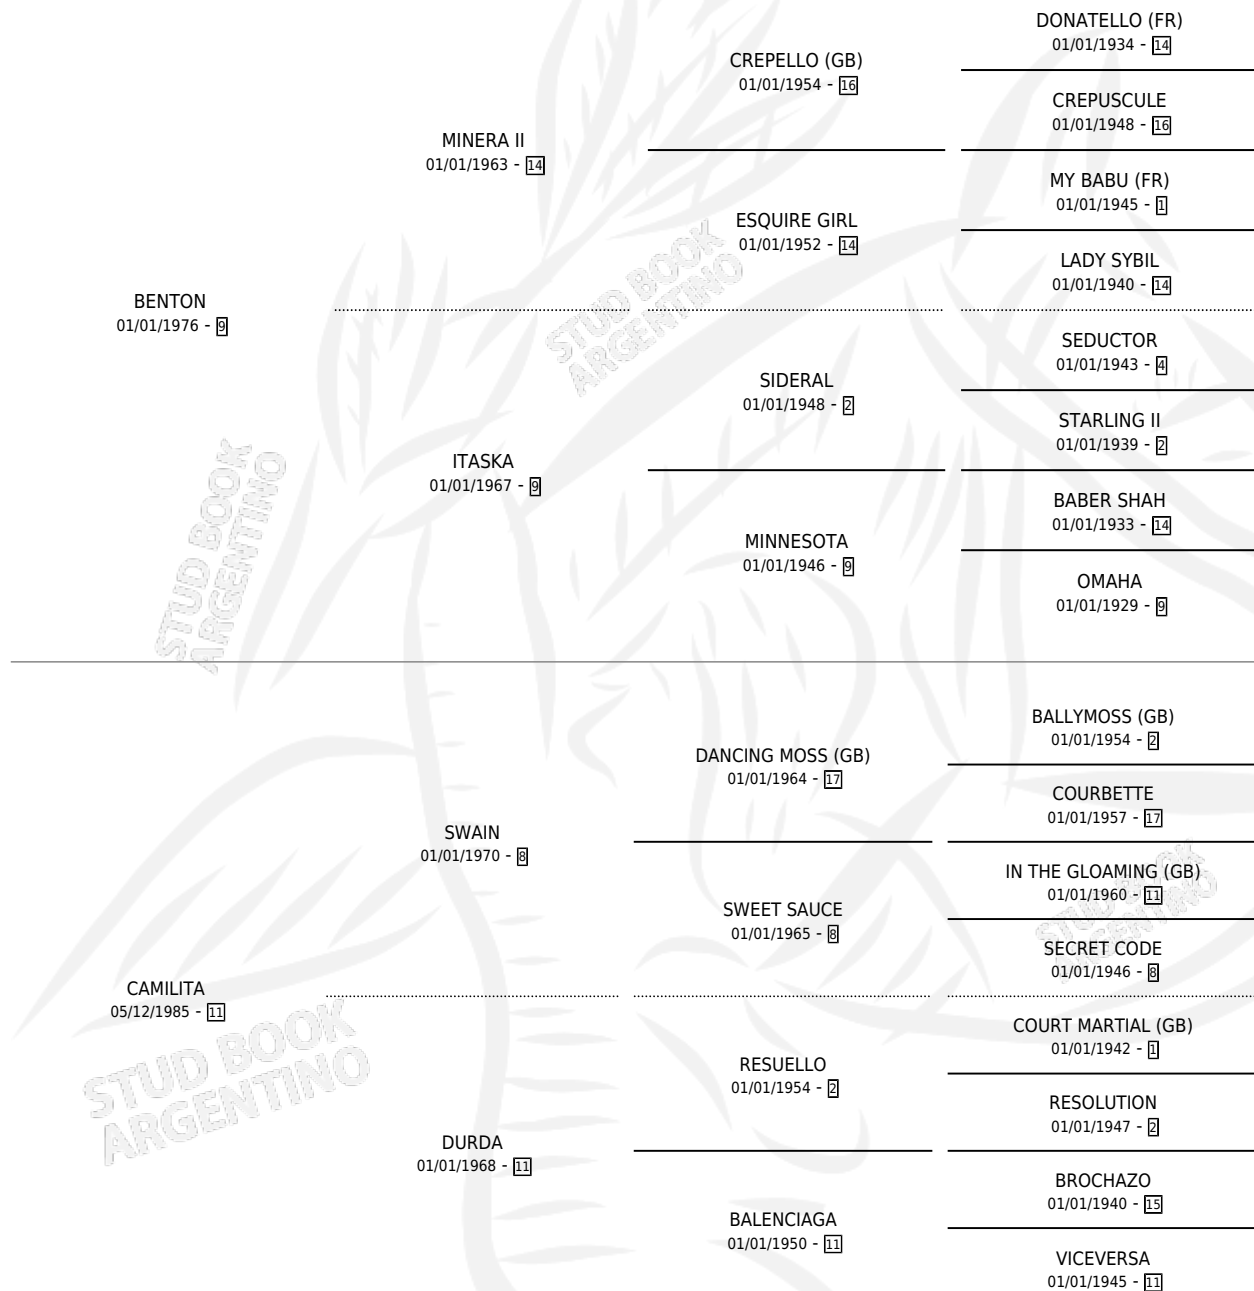 DONATELLO (FR)
01/01/1934 - 14
CREPELLO (GB)
01/01/1954 - 16
CREPUSCULE
01/01/1948 - 16
MINERA II
01/01/1963 - 14
MY BABU (FR)
01/01/1945 - 1
ESQUIRE GIRL
01/01/1952 - 14
LADY SYBIL
01/01/1940 - 14
BENTON
01/01/1976 - 9
SEDUCTOR
01/01/1943 - 4
SIDERAL
01/01/1948 - 2
STARLING II
01/01/1939 - 2
ITASKA
01/01/1967 - 9
BABER SHAH
01/01/1933 - 14
MINNESOTA
01/01/1946 - 9
OMAHA
01/01/1929 - 9
STUD BOOK
ARGENTINO
STUD BOOK
ARGENTINO
BALLYMOSS (GB)
01/01/1954 - 2
DANCING MOSS (GB)
01/01/1964 - 17
COURBETTE
01/01/1957 - 17
SWAIN
01/01/1970 - 8
IN THE GLOAMING (GB)
01/01/1960 - 11
SWEET SAUCE
01/01/1965 - 8
SECRET CODE
01/01/1946 - 8
CAMILITA
05/12/1985 - 11
COURT MARTIAL (GB)
01/01/1942 - 1
RESUELLO
01/01/1954 - 2
RESOLUTION
01/01/1947 - 2
DURDA
01/01/1968 - 11
BROCHAZO
01/01/1940 - 15
BALENCIAGA
01/01/1950 - 11
VICEVERSA
01/01/1945 - 11
STUD BOOK
ARGENTINO
STUD BOOK
ARGENTINO